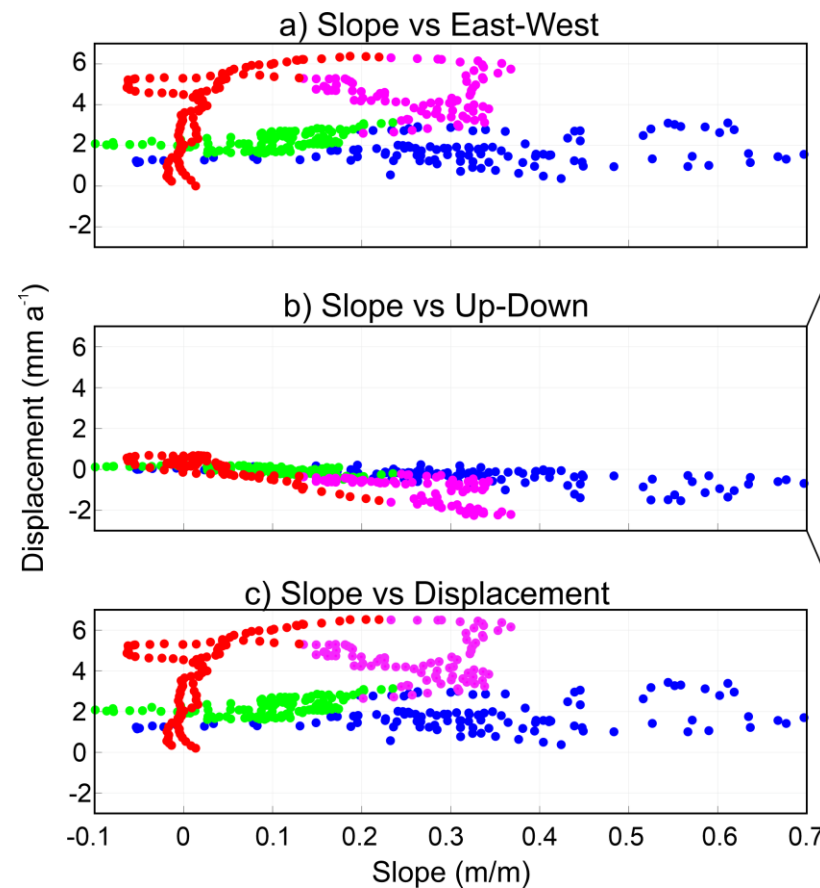 a) Slope vs East-West
6
4
2
0
-2
b) Slope vs Up-Down
Displacement (mm a⁻¹)
6
4
2
0
-2
c) Slope vs Displacement
6
4
2
0
-2
-0.1 0 0.1 0.2 0.3 0.4 0.5 0.6 0.7
Slope (m/m)